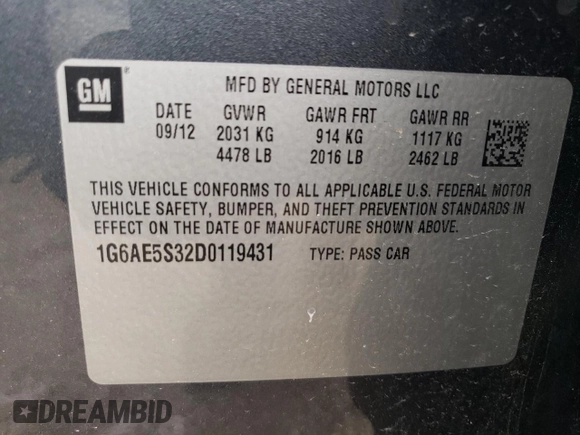 GM
®
MFD BY GENERAL MOTORS LLC
DATE GVWR GAWR FRT GAWR RR
09/12 2031 KG 914 KG 1117 KG
4478 LB 2016 LB 2462 LB
THIS VEHICLE CONFORMS TO ALL APPLICABLE U.S. FEDERAL MOTOR
VEHICLE SAFETY, BUMPER, AND THEFT PREVENTION STANDARDS IN
EFFECT ON THE DATE OF MANUFACTURE SHOWN ABOVE.
1G6AE5S32D0119431 TYPE: PASS CAR
DREAMBID